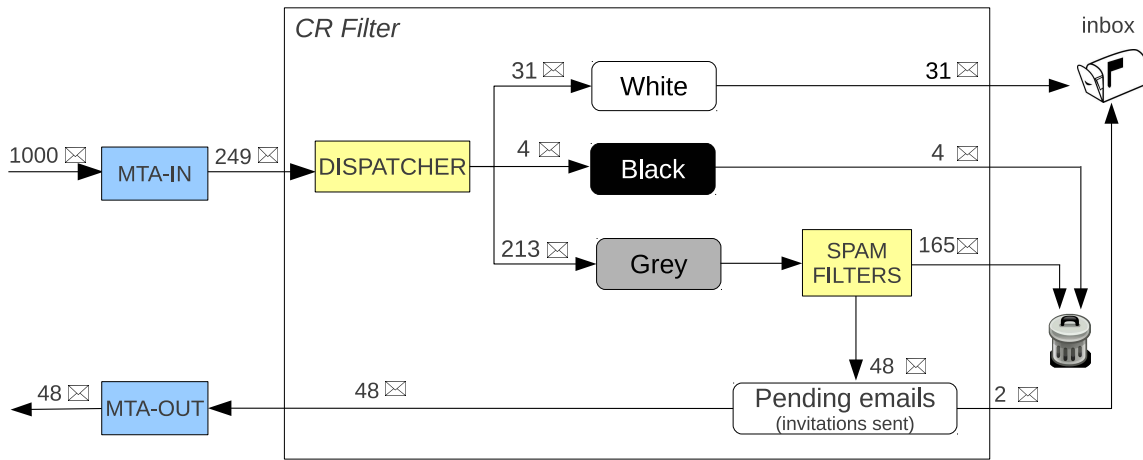 CR Filter
inbox
31
White
31
1000
MTA-IN
249
DISPATCHER
4
Black
4
213
Grey
SPAM
FILTERS
165
48
48
MTA-OUT
48
Pending emails
(invitations sent)
2